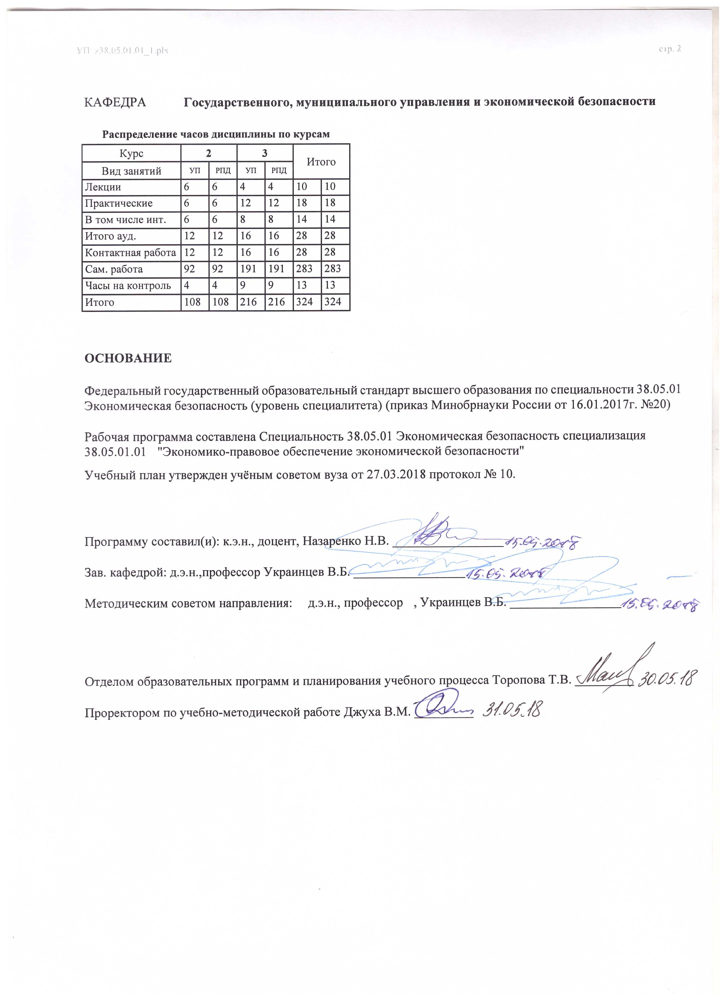 УП: z38.05.01.01_1.plx стр. 2
КАФЕДРА Государственного, муниципального управления и экономической безопасности
Распределение часов дисциплины по курсам
Курс 2 3 Итого
Вид занятий УП РПД УП РПД
Лекции 6 6 4 4 10 10
Практические 6 6 12 12 18 18
В том числе инт. 6 6 8 8 14 14
Итого ауд. 12 12 16 16 28 28
Контактная работа 12 12 16 16 28 28
Сам. работа 92 92 191 191 283 283
Часы на контроль 4 4 9 9 13 13
Итого 108 108 216 216 324 324
ОСНОВАНИЕ
Федеральный государственный образовательный стандарт высшего образования по специальности 38.05.01
Экономическая безопасность (уровень специалитета) (приказ Минобрнауки России от 16.01.2017г. №20)
Рабочая программа составлена Специальность 38.05.01 Экономическая безопасность специализация
38.05.01.01 "Экономико-правовое обеспечение экономической безопасности"
Учебный план утвержден учёным советом вуза от 27.03.2018 протокол № 10.
Программу составил(и): к.э.н., доцент, Назаренко Н.В. 15.05.2018
Зав. кафедрой: д.э.н.,профессор Украинцев В.Б. 15.05.2018
Методическим советом направления: д.э.н., профессор , Украинцев В.Б. 15.05.2018
Отделом образовательных программ и планирования учебного процесса Торопова Т.В. 30.05.18
Проректором по учебно-методической работе Джуха В.М. 31.05.18